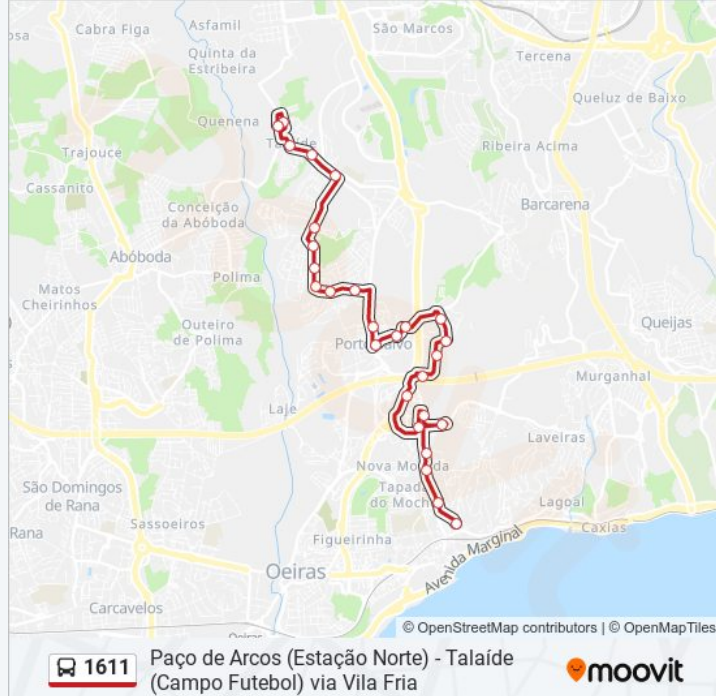 Cabra Figa
Asfamil
São Marcos
osa
Quinta da
Estribeira
Tercena
Queluz de Baixo
Quenena
Trajouce
Ribeira Acima
Cassanito
Conceição
da Abóboda
Barcarena
Abóboda
Polima
Matos
Cheirinhos
Outeiro
de Polima
Queijas
Murganhal
Laje
Laveiras
São Domingos
de Rana
Rana
Sassoeiros
Lagoal
Caxias
Figueirinha
Oeiras
Avenida Marginal
Carcavelos
Oeiras
© OpenStreetMap contributors | © OpenMapTiles
1611
Paço de Arcos (Estação Norte) - Talaíde
(Campo Futebol) via Vila Fria
moovit